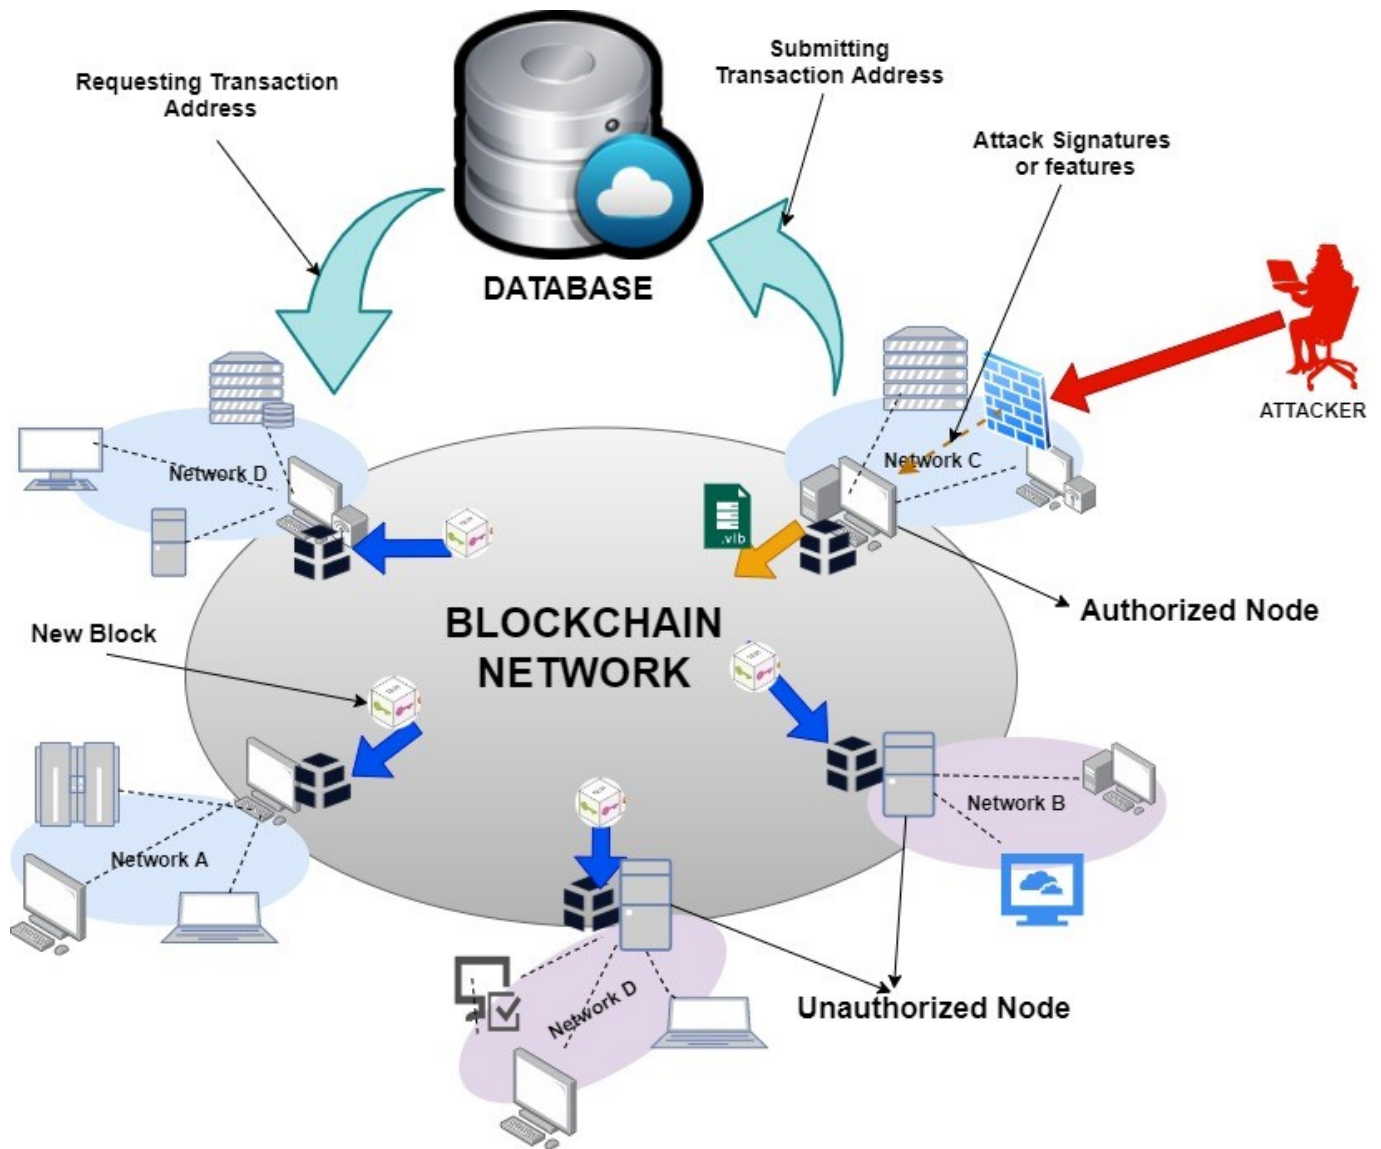 Requesting Transaction
Address
Submitting
Transaction Address
Attack Signatures
or features
DATABASE
ATTACKER
Network D
Network C
.vlb
Authorized Node
BLOCKCHAIN
NETWORK
New Block
Network B
Network A
Network D
Unauthorized Node